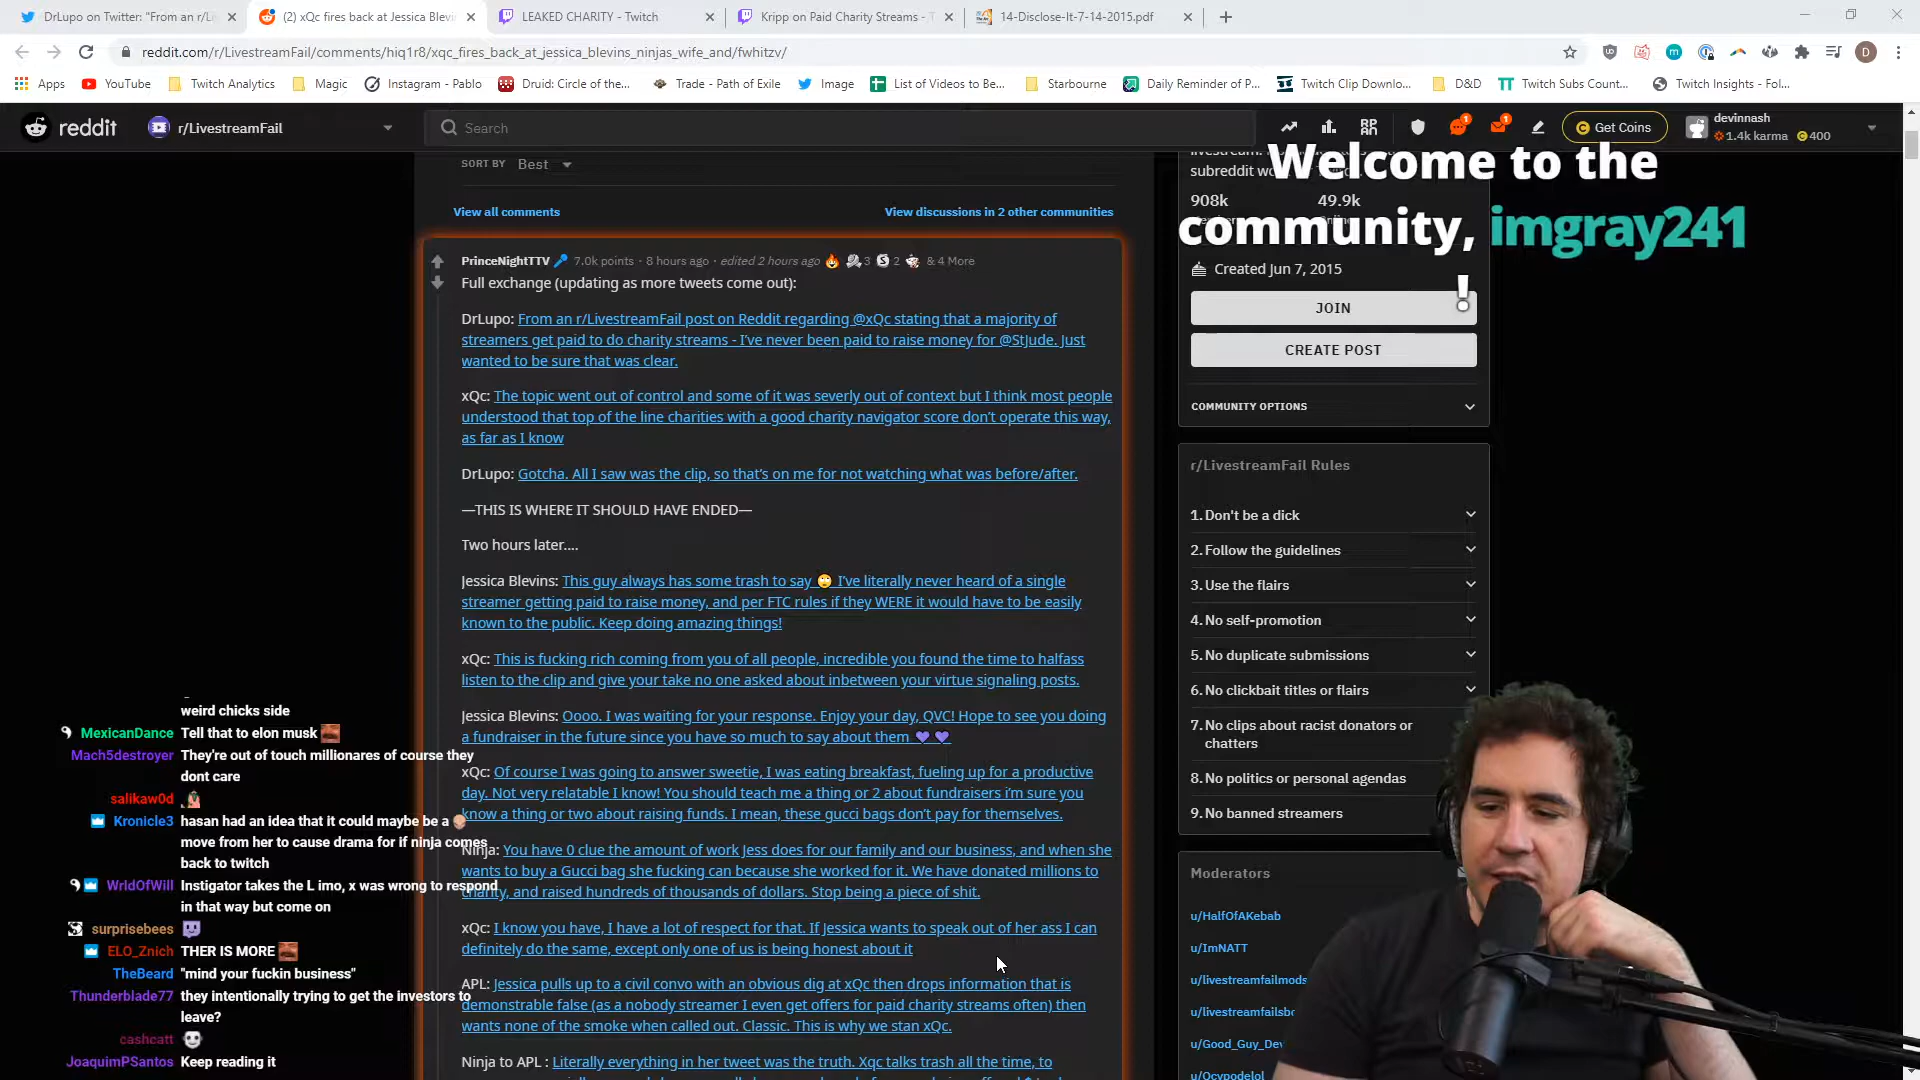 DrLupo on Twitter: "From an r/Li
(2) xQc fires back at Jessica Blevin
LEAKED CHARITY - Twitch
Kripp on Paid Charity Streams - T
14-Disclose-It-7-14-2015.pdf
reddit.com/r/LivestreamFail/comments/hiq1r8/xqc_fires_back_at_jessica_blevins_ninjas_wife_and/fwhitzv/
Apps
YouTube
Twitch Analytics
Magic
Instagram - Pablo
Druid: Circle of the...
Trade - Path of Exile
Image
List of Videos to Be...
Starbourne
Daily Reminder of P...
Twitch Clip Downlo...
D&D
Twitch Subs Count...
Twitch Insights - Fol...
reddit
r/LivestreamFail
Search
Get Coins
devinnash
1.4k karma
400
SORT BY Best
View all comments
View discussions in 2 other communities
PrinceNightTTV 7.0k points · 8 hours ago · edited 2 hours ago 3 2 & 4 More
Full exchange (updating as more tweets come out):
DrLupo: From an r/LivestreamFail post on Reddit regarding @xQc stating that a majority of
streamers get paid to do charity streams - I've never been paid to raise money for @StJude. Just
wanted to be sure that was clear.
xQc: The topic went out of control and some of it was severly out of context but I think most people
understood that top of the line charities with a good charity navigator score don't operate this way,
as far as I know
DrLupo: Gotcha. All I saw was the clip, so that's on me for not watching what was before/after.
—THIS IS WHERE IT SHOULD HAVE ENDED—
Two hours later....
Jessica Blevins: This guy always has some trash to say 🙄 I've literally never heard of a single
streamer getting paid to raise money, and per FTC rules if they WERE it would have to be easily
known to the public. Keep doing amazing things!
xQc: This is fucking rich coming from you of all people, incredible you found the time to halfass
listen to the clip and give your take no one asked about inbetween your virtue signaling posts.
Jessica Blevins: Oooo. I was waiting for your response. Enjoy your day, QVC! Hope to see you doing
a fundraiser in the future since you have so much to say about them 💜 💜
xQc: Of course I was going to answer sweetie, I was eating breakfast, fueling up for a productive
day. Not very relatable I know! You should teach me a thing or 2 about fundraisers i'm sure you
know a thing or two about raising funds. I mean, these gucci bags don't pay for themselves.
Ninja: You have 0 clue the amount of work Jess does for our family and our business, and when she
wants to buy a Gucci bag she fucking can because she worked for it. We have donated millions to
charity, and raised hundreds of thousands of dollars. Stop being a piece of shit.
xQc: I know you have, I have a lot of respect for that. If Jessica wants to speak out of her ass I can
definitely do the same, except only one of us is being honest about it
APL: Jessica pulls up to a civil convo with an obvious dig at xQc then drops information that is
demonstrable false (as a nobody streamer I even get offers for paid charity streams often) then
wants none of the smoke when called out. Classic. This is why we stan xQc.
Ninja to APL : Literally everything in her tweet was the truth. Xqc talks trash all the time, to
Welcome to the
community, imgray241
!
908k
49.9k
Created Jun 7, 2015
JOIN
CREATE POST
COMMUNITY OPTIONS
r/LivestreamFail Rules
1. Don't be a dick
2. Follow the guidelines
3. Use the flairs
4. No self-promotion
5. No duplicate submissions
6. No clickbait titles or flairs
7. No clips about racist donators or
chatters
8. No politics or personal agendas
9. No banned streamers
Moderators
u/HalfOfAKebab
u/ImNATT
u/livestreamfailmods
u/livestreamfailsbo
u/Good_Guy_Dev
u/Ocypodelol
weird chicks side
MexicanDance Tell that to elon musk
Mach5destroyer They're out of touch millionares of course they
dont care
salikaw0d
Kronicle3 hasan had an idea that it could maybe be a
move from her to cause drama for if ninja comes
back to twitch
WrldOfWill Instigator takes the L imo, x was wrong to respond
in that way but come on
surprisebees
ELO_Znich THER IS MORE
TheBeard "mind your fuckin business"
Thunderblade77 they intentionally trying to get the investors to
leave?
cashcatt
JoaquimPSantos Keep reading it